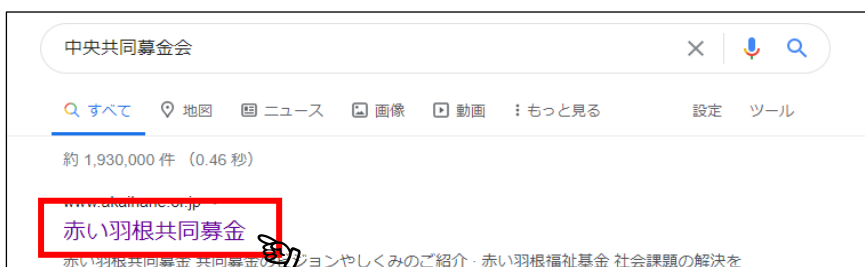 中央共同募金会
すべて 地図 ニュース 画像 動画 もっと見る 設定 ツール
約 1,930,000 件 （0.46 秒）
www.akaihane.or.jp
赤い羽根共同募金
赤い羽根共同募金 共同募金の ジョンやしくみのご紹介 · 赤い羽根福祉基金 社会課題の解決を